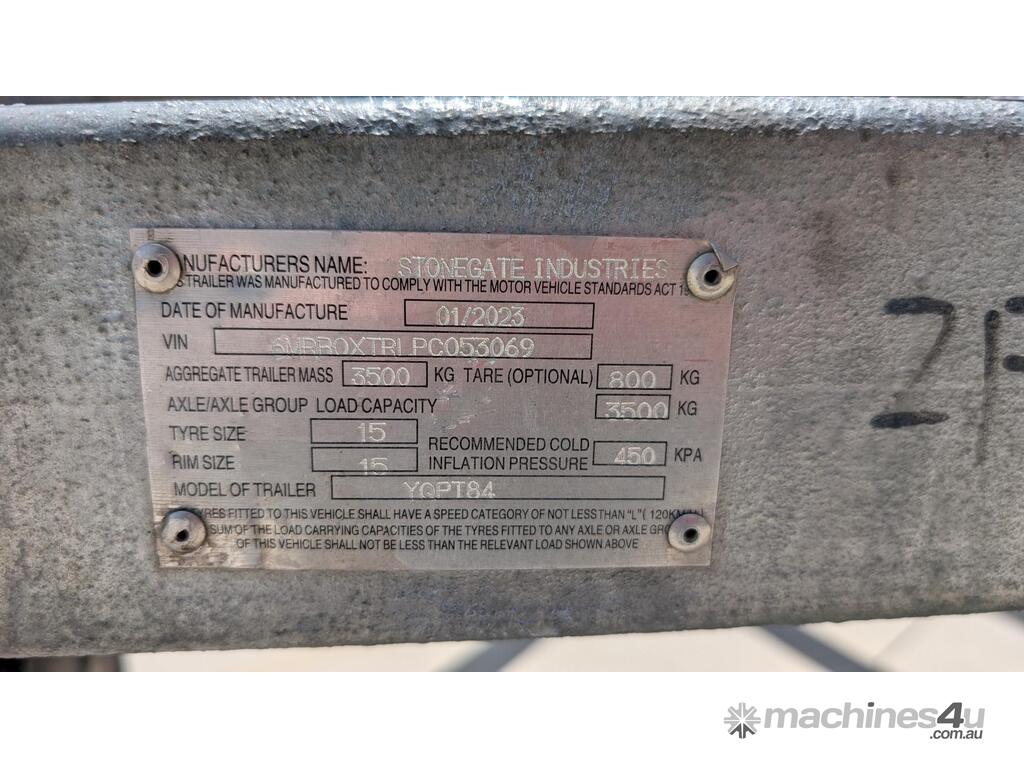 NUFACTURERS NAME: STONEGATE INDUSTRIES
S TRAILER WAS MANUFACTURED TO COMPLY WITH THE MOTOR VEHICLE STANDARDS ACT 19
DATE OF MANUFACTURE 01/2023
VIN 6MRBOXTRLPC053069
AGGREGATE TRAILER MASS 3500 KG TARE (OPTIONAL) 800 KG
AXLE/AXLE GROUP LOAD CAPACITY 3500 KG
TYRE SIZE 15
RIM SIZE 15
RECOMMENDED COLD
INFLATION PRESSURE 450 KPA
MODEL OF TRAILER YQPT84
TYRES FITTED TO THIS VEHICLE SHALL HAVE A SPEED CATEGORY OF NOT LESS THAN "L" ( 120KM/H )
SUM OF THE LOAD CARRYING CAPACITIES OF THE TYRES FITTED TO ANY AXLE OR AXLE GRO
OF THIS VEHICLE SHALL NOT BE LESS THAN THE RELEVANT LOAD SHOWN ABOVE
machines4u
.com.au